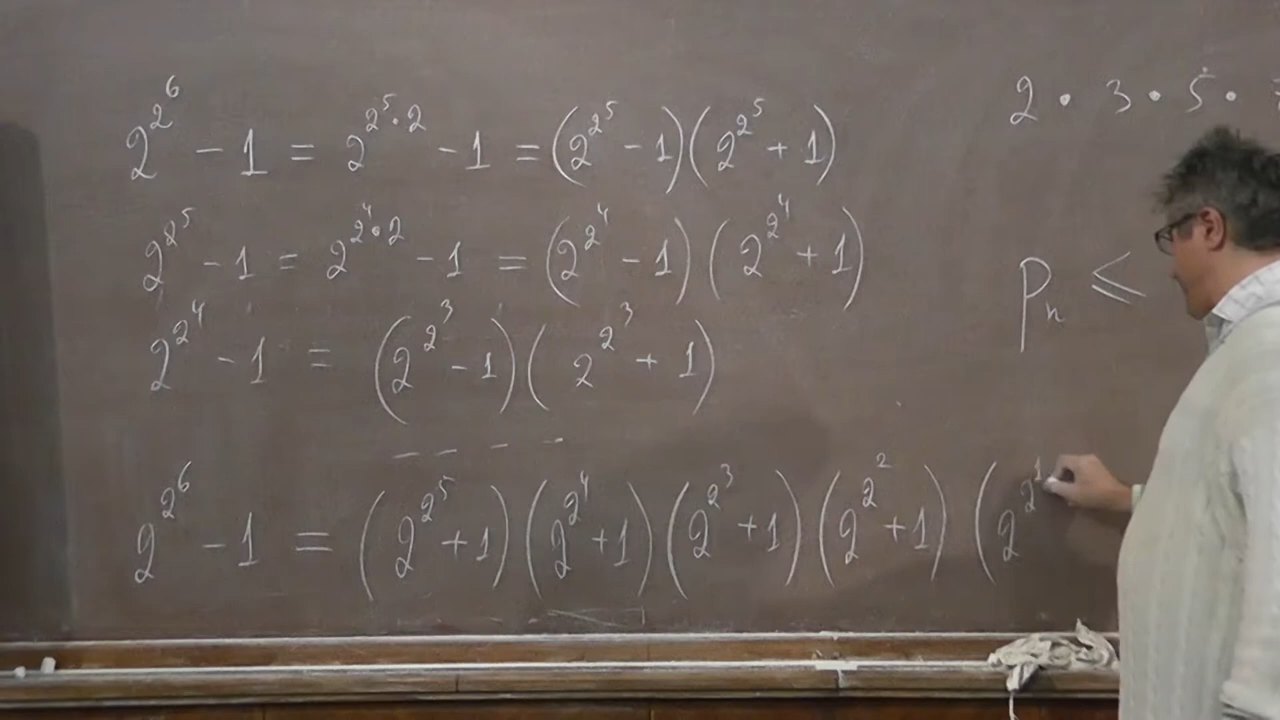 2^{2^6} - 1 = 2^{2^5 · 2} - 1 = (2^{2^5} - 1)(2^{2^5} + 1)
2^{2^5} - 1 = 2^{2^4 · 2} - 1 = (2^{2^4} - 1)(2^{2^4} + 1)
2^{2^4} - 1 = (2^{2^3} - 1)(2^{2^3} + 1)
- - - -
2^{2^6} - 1 = (2^{2^5} + 1)(2^{2^4} + 1)(2^{2^3} + 1)(2^{2^2} + 1)(2^{2^1}
2 · 3 · 5 ·
p_n ≤